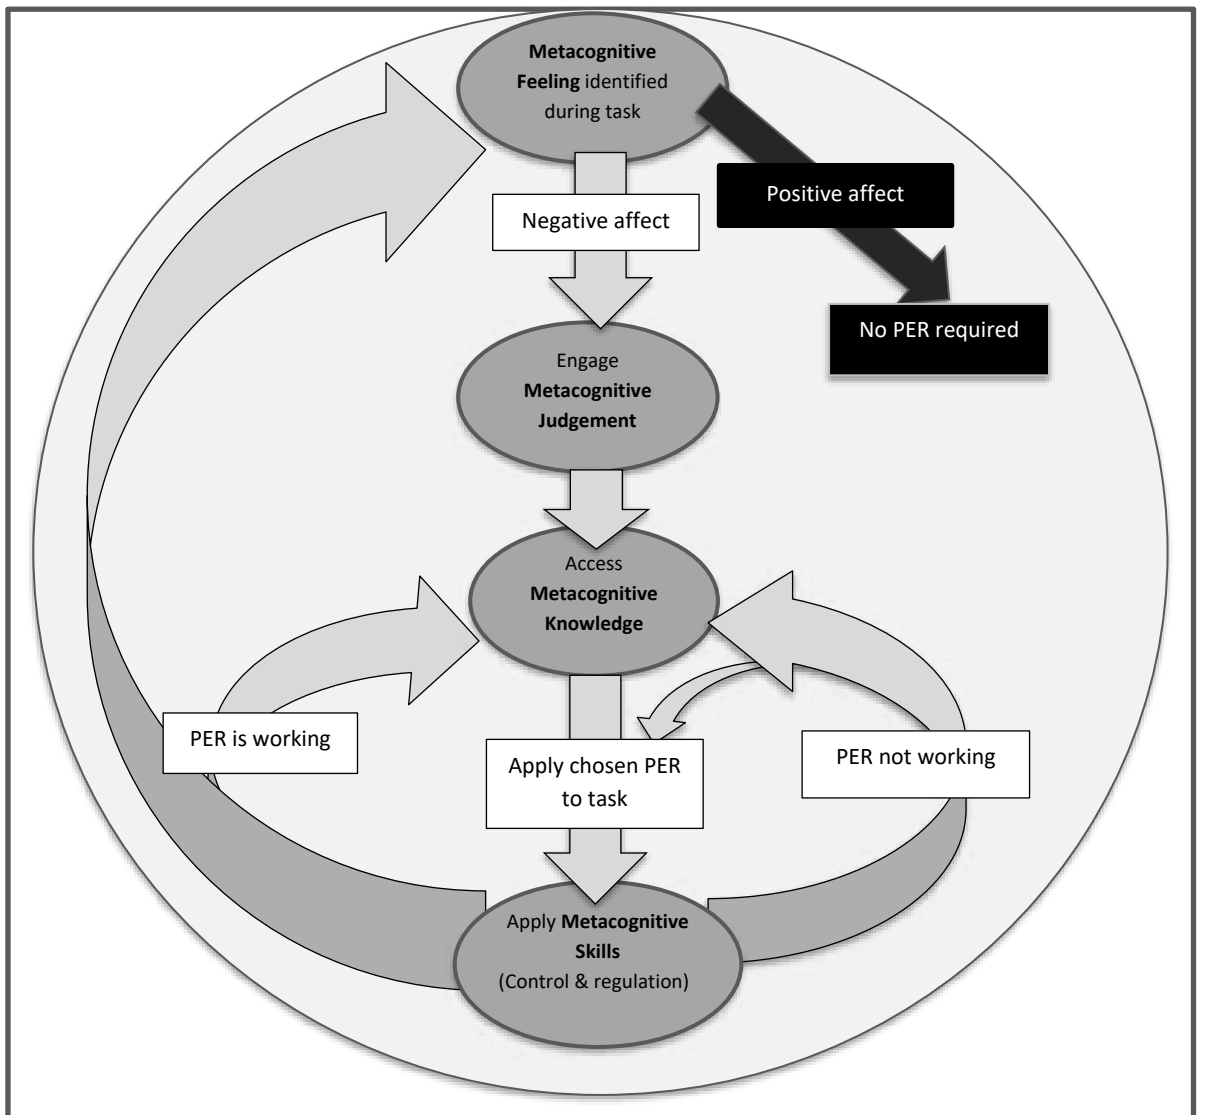 Metacognitive
Feeling identified
during task
Positive affect
Negative affect
No PER required
Engage
Metacognitive
Judgement
Access
Metacognitive
Knowledge
PER is working
Apply chosen PER
to task
PER not working
Apply Metacognitive
Skills
(Control & regulation)